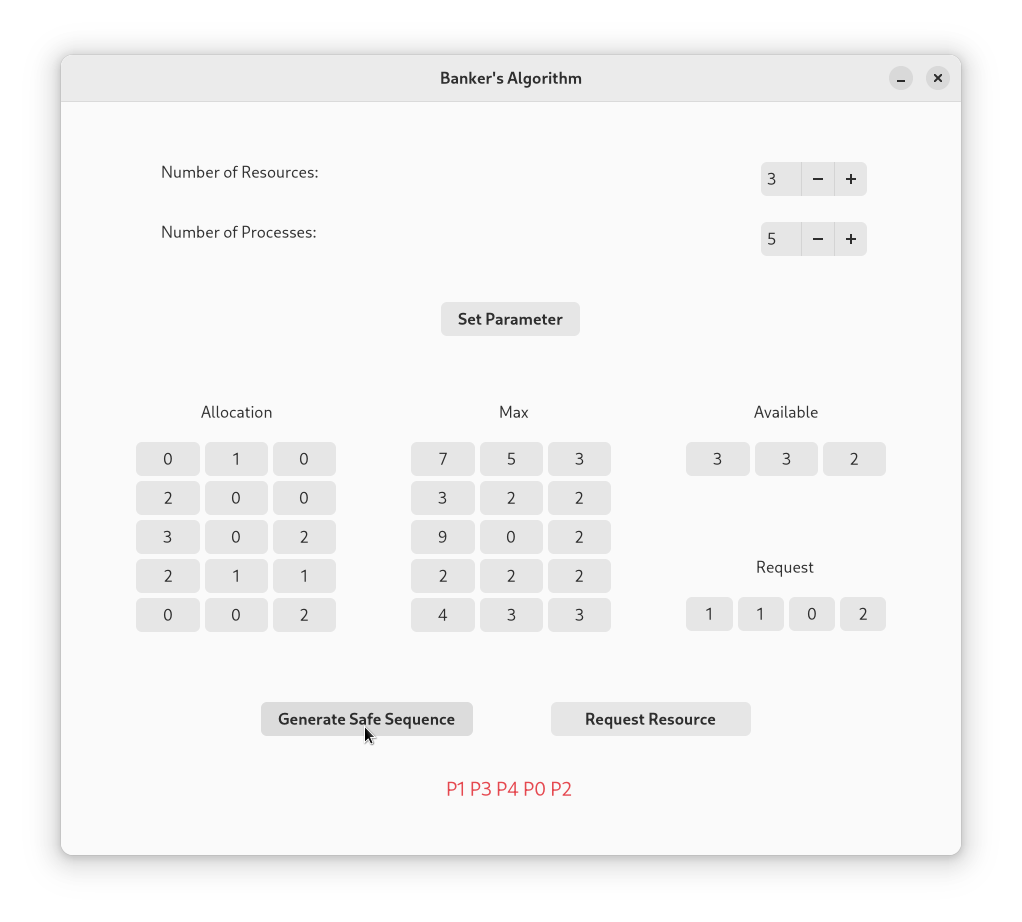 Banker's Algorithm
Number of Resources: 3 − +
Number of Processes: 5 − +
Set Parameter
Allocation Max Available
0 1 0 7 5 3 3 3 2
2 0 0 3 2 2
3 0 2 9 0 2
Request
2 1 1 2 2 2
0 0 2 4 3 3 1 1 0 2
Generate Safe Sequence Request Resource
P1 P3 P4 P0 P2